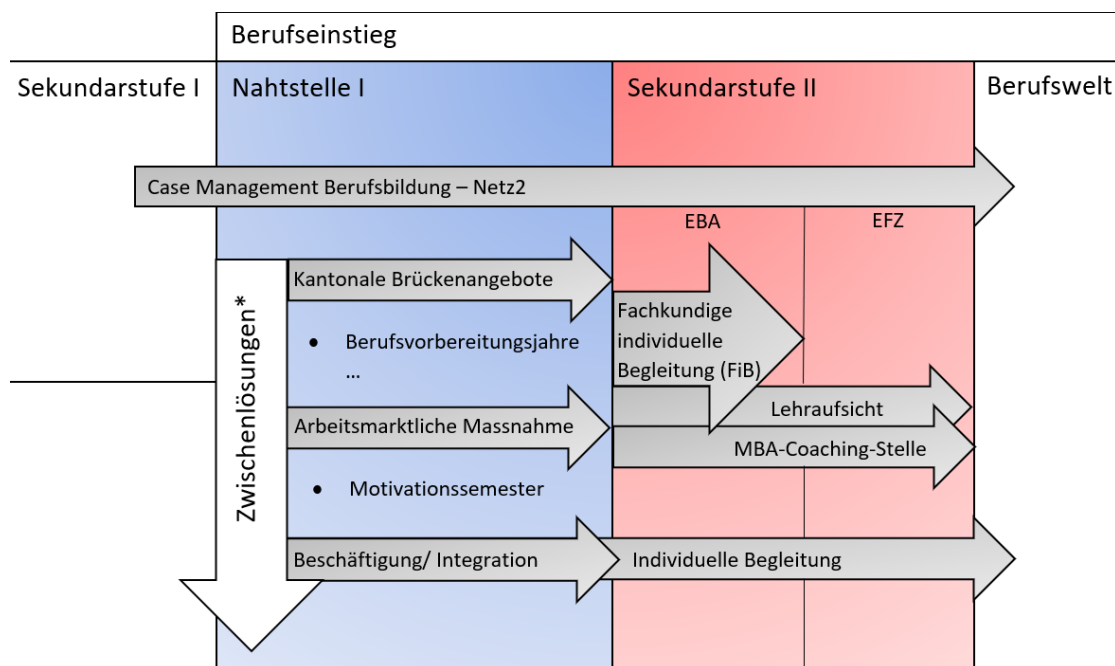 Berufseinstieg
Sekundarstufe I
Nahtstelle I
Sekundarstufe II
Berufswelt
Case Management Berufsbildung – Netz2
EBA
EFZ
Zwischenlösungen*
Kantonale Brückenangebote
• Berufsvorbereitungsjahre
...
Arbeitsmarktliche Massnahme
• Motivationssemester
Beschäftigung/ Integration
Fachkundige
individuelle
Begleitung (FiB)
Lehraufsicht
MBA-Coaching-Stelle
Individuelle Begleitung